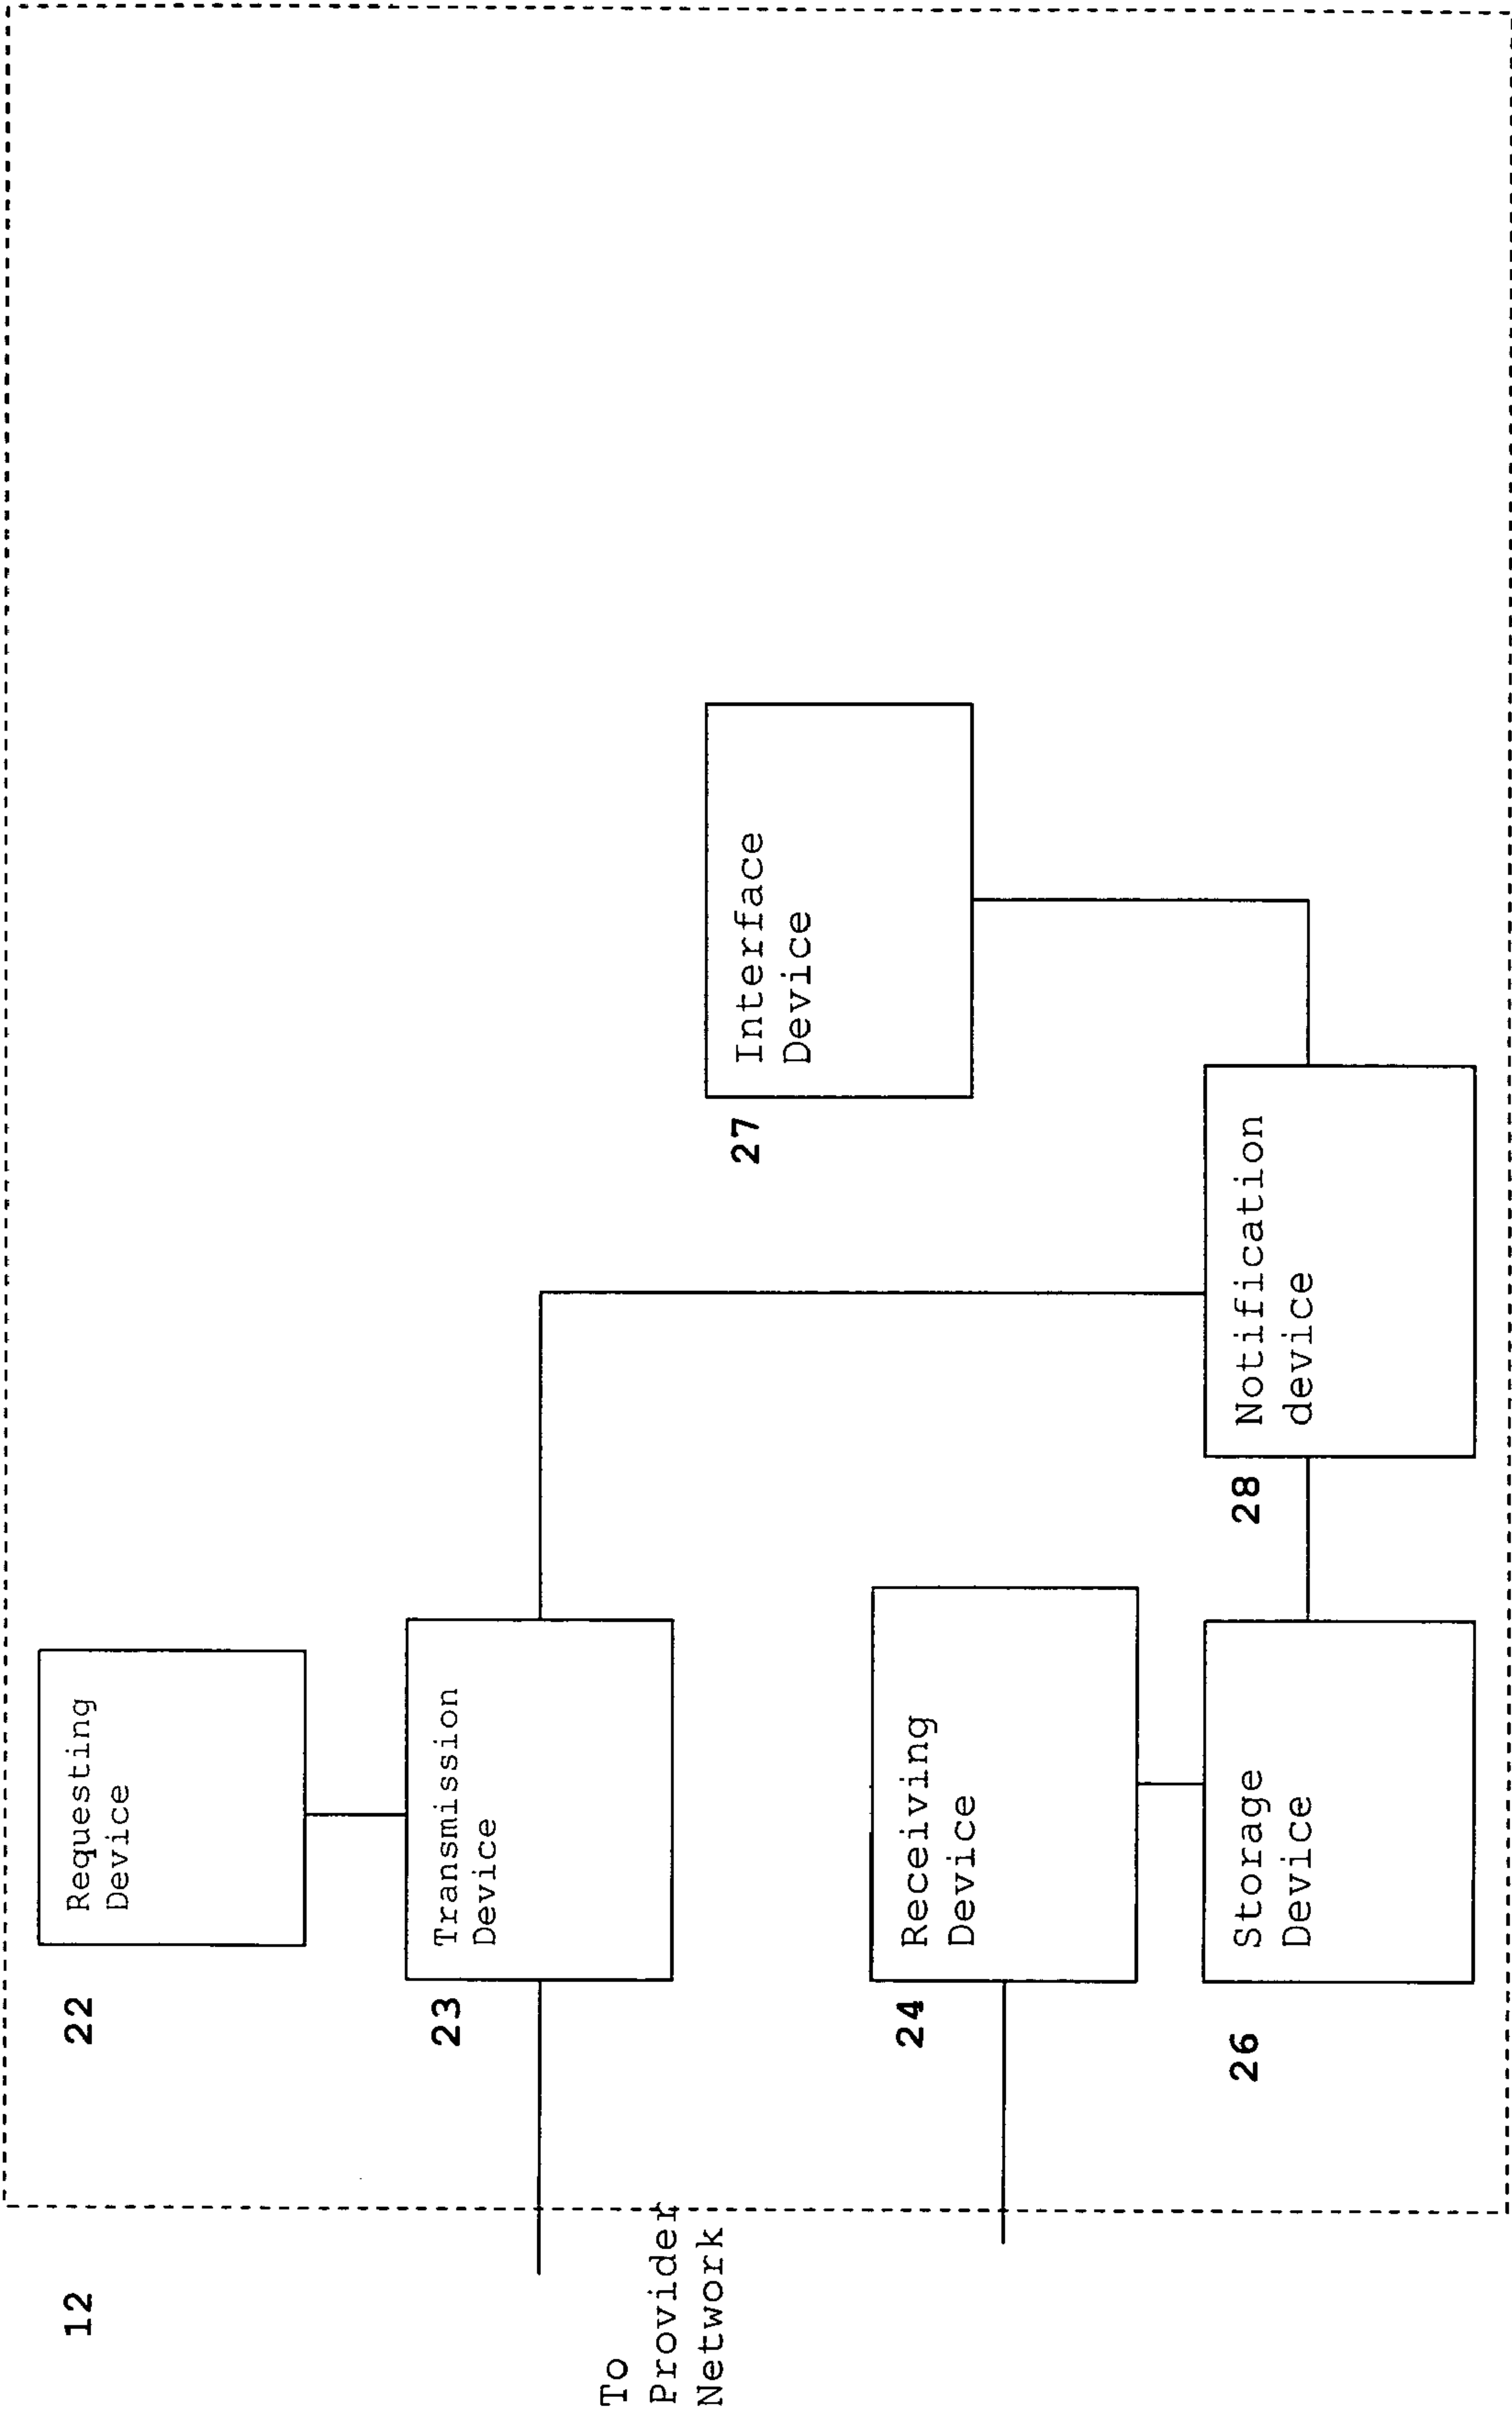 12
To
Provider
Network
22
Requesting
Device
23
Transmission
Device
24
Receiving
Device
26
Storage
Device
27
Interface
Device
28
Notification
device